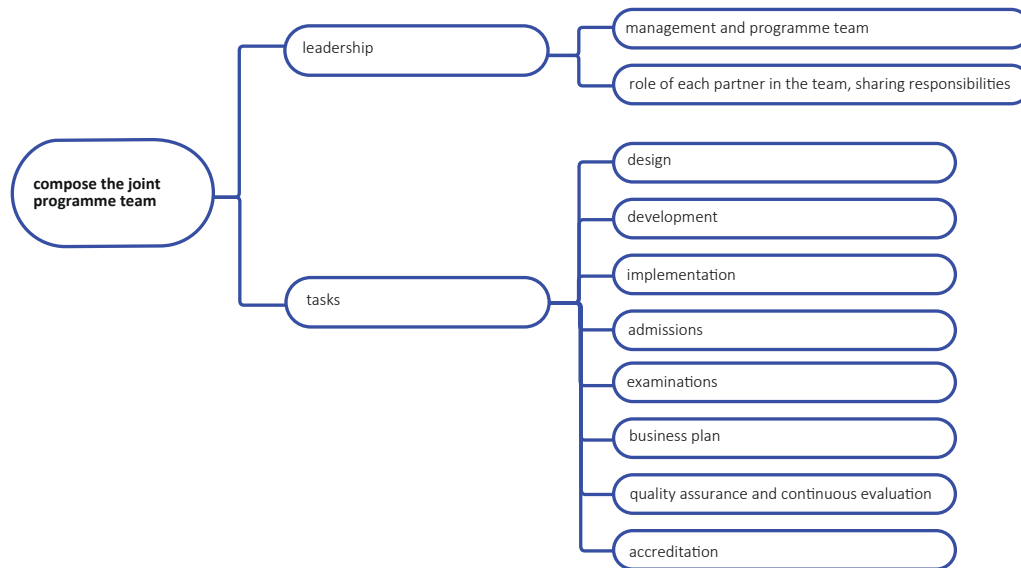 compose the joint
programme team
leadership
management and programme team
role of each partner in the team, sharing responsibilities
tasks
design
development
implementation
admissions
examinations
business plan
quality assurance and continuous evaluation
accreditation